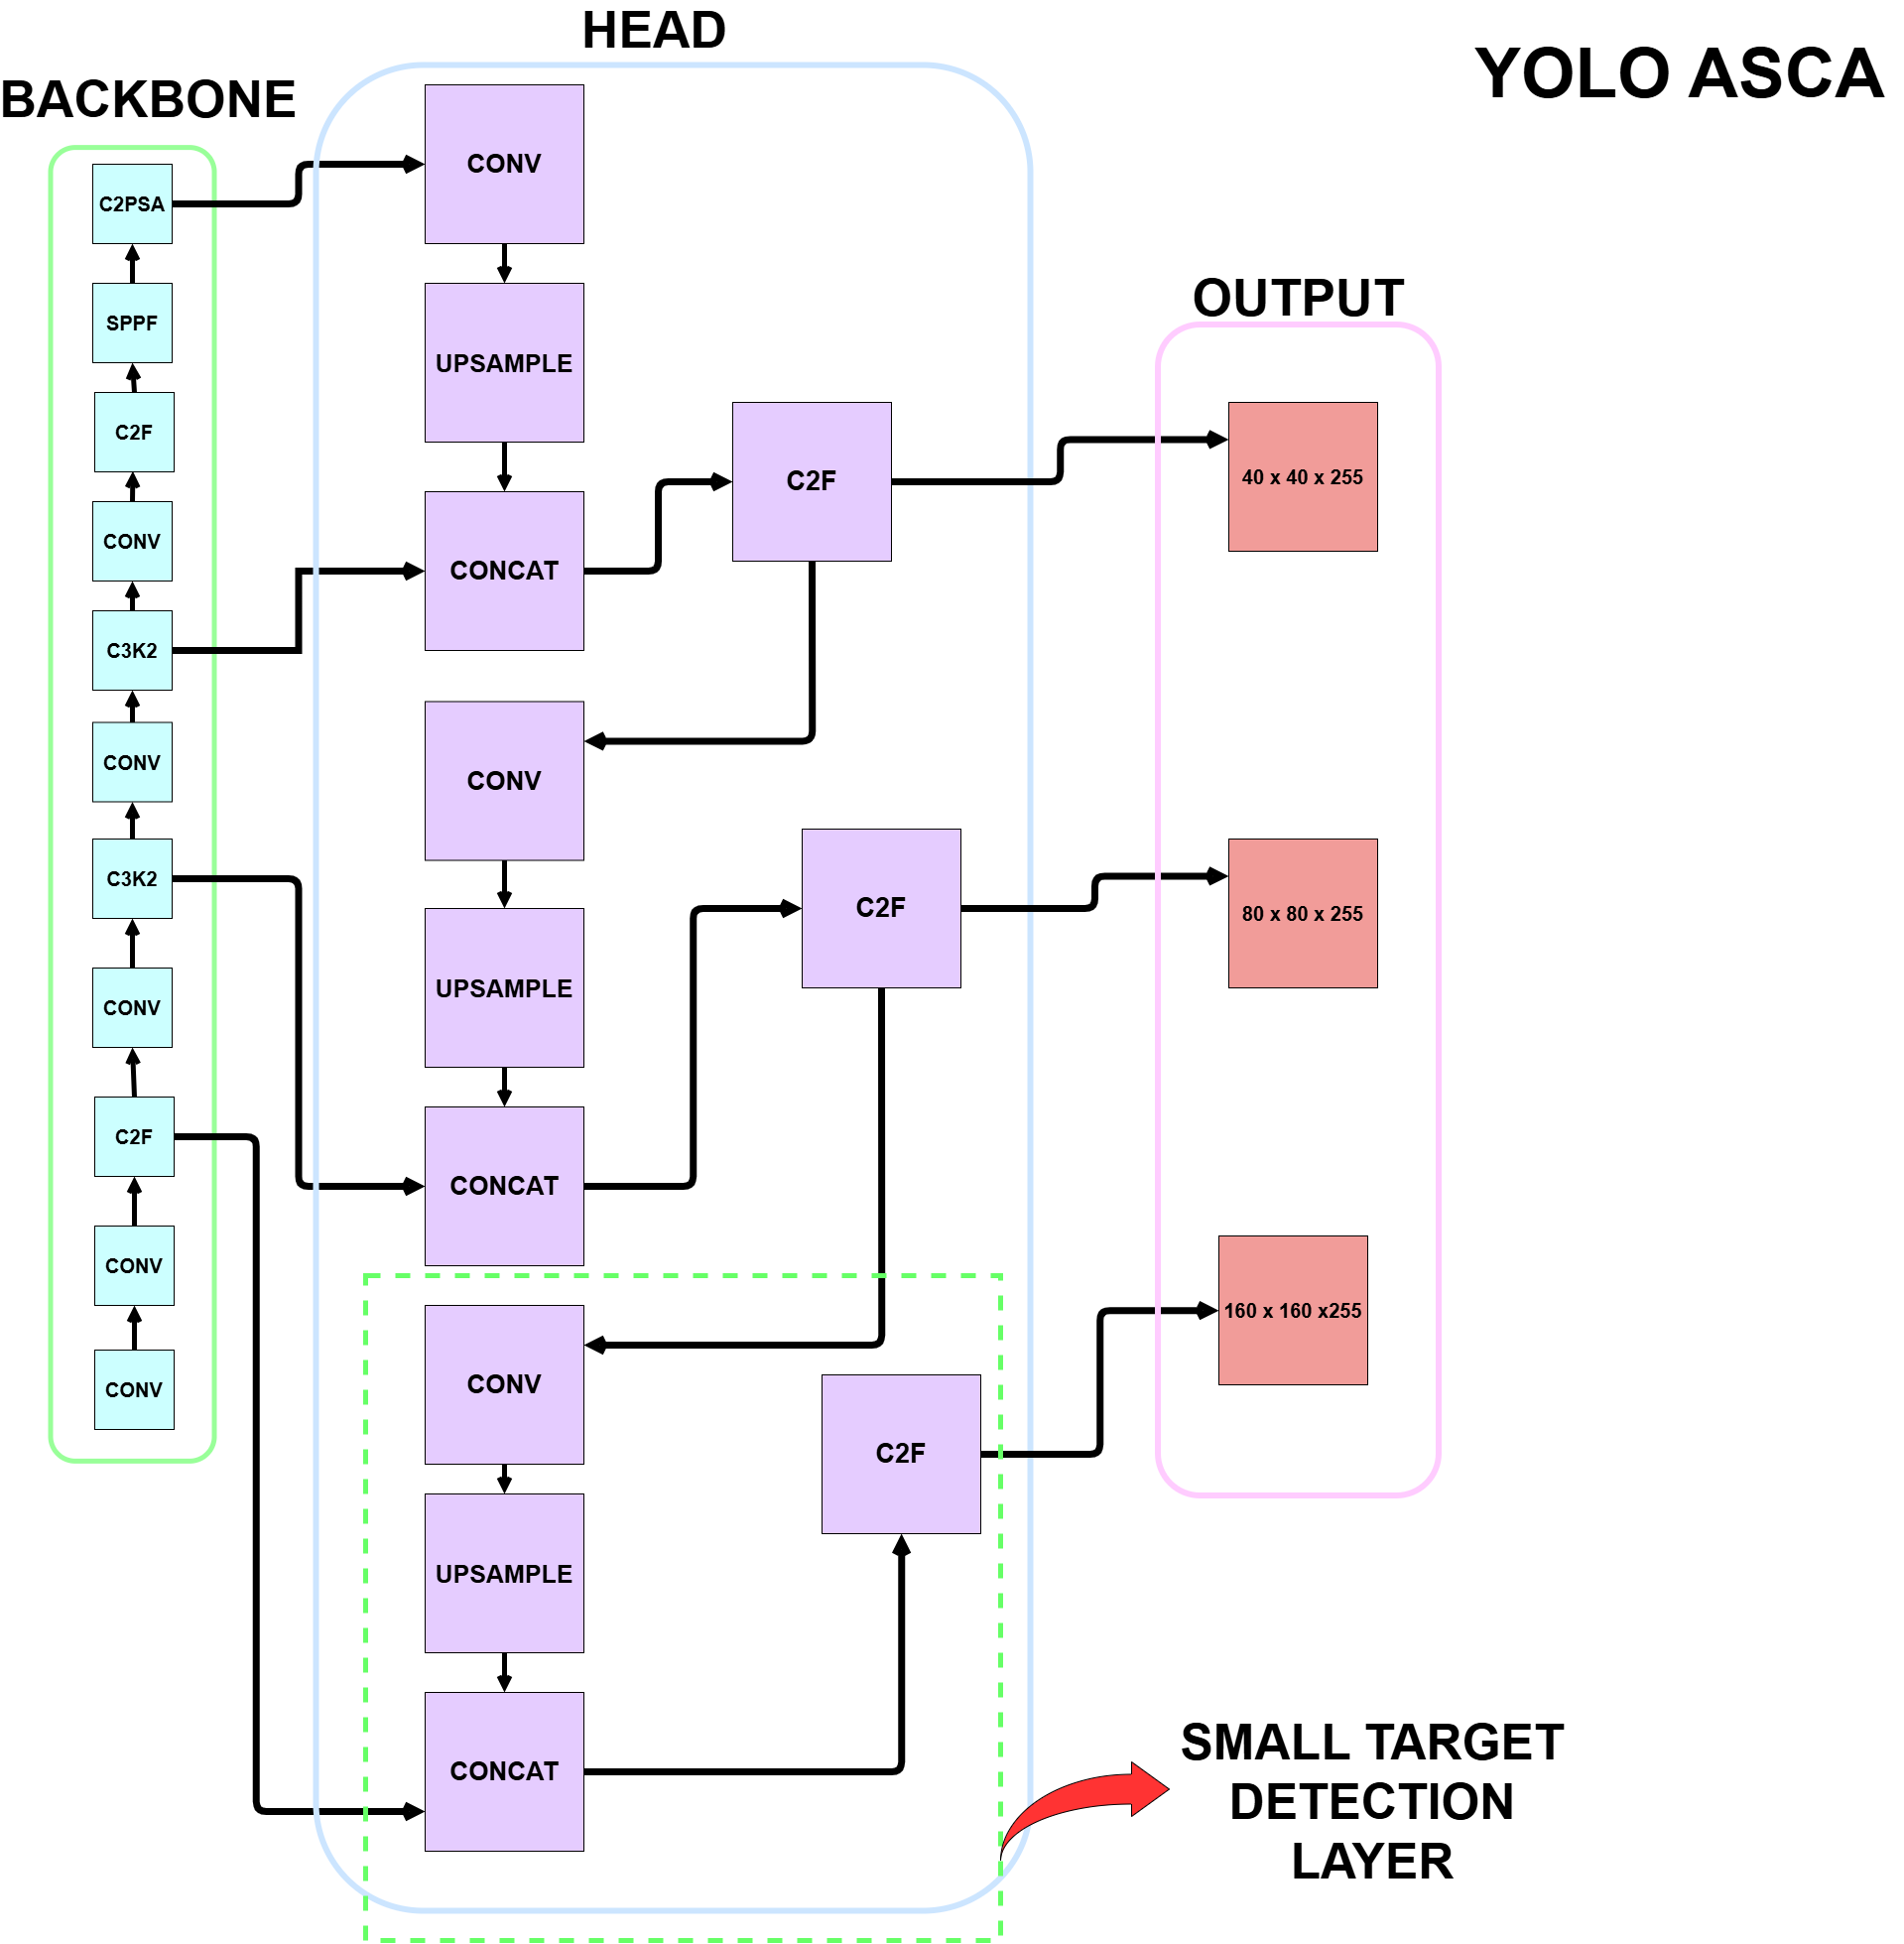 HEAD
YOLO ASCA
BACKBONE
C2PSA
SPPF
C2F
CONV
C3K2
CONV
C3K2
CONV
C2F
CONV
CONV
CONV
UPSAMPLE
CONCAT
C2F
CONV
UPSAMPLE
CONCAT
C2F
CONV
UPSAMPLE
CONCAT
C2F
OUTPUT
40 x 40 x 255
80 x 80 x 255
160 x 160 x255
SMALL TARGET
DETECTION
LAYER